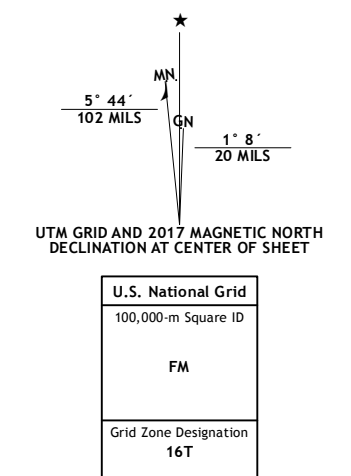 ★
MN.
5° 44´
102 MILS
GN
1° 8´
20 MILS
UTM GRID AND 2017 MAGNETIC NORTH
DECLINATION AT CENTER OF SHEET
U.S. National Grid
100,000-m Square ID
FM
Grid Zone Designation
16T